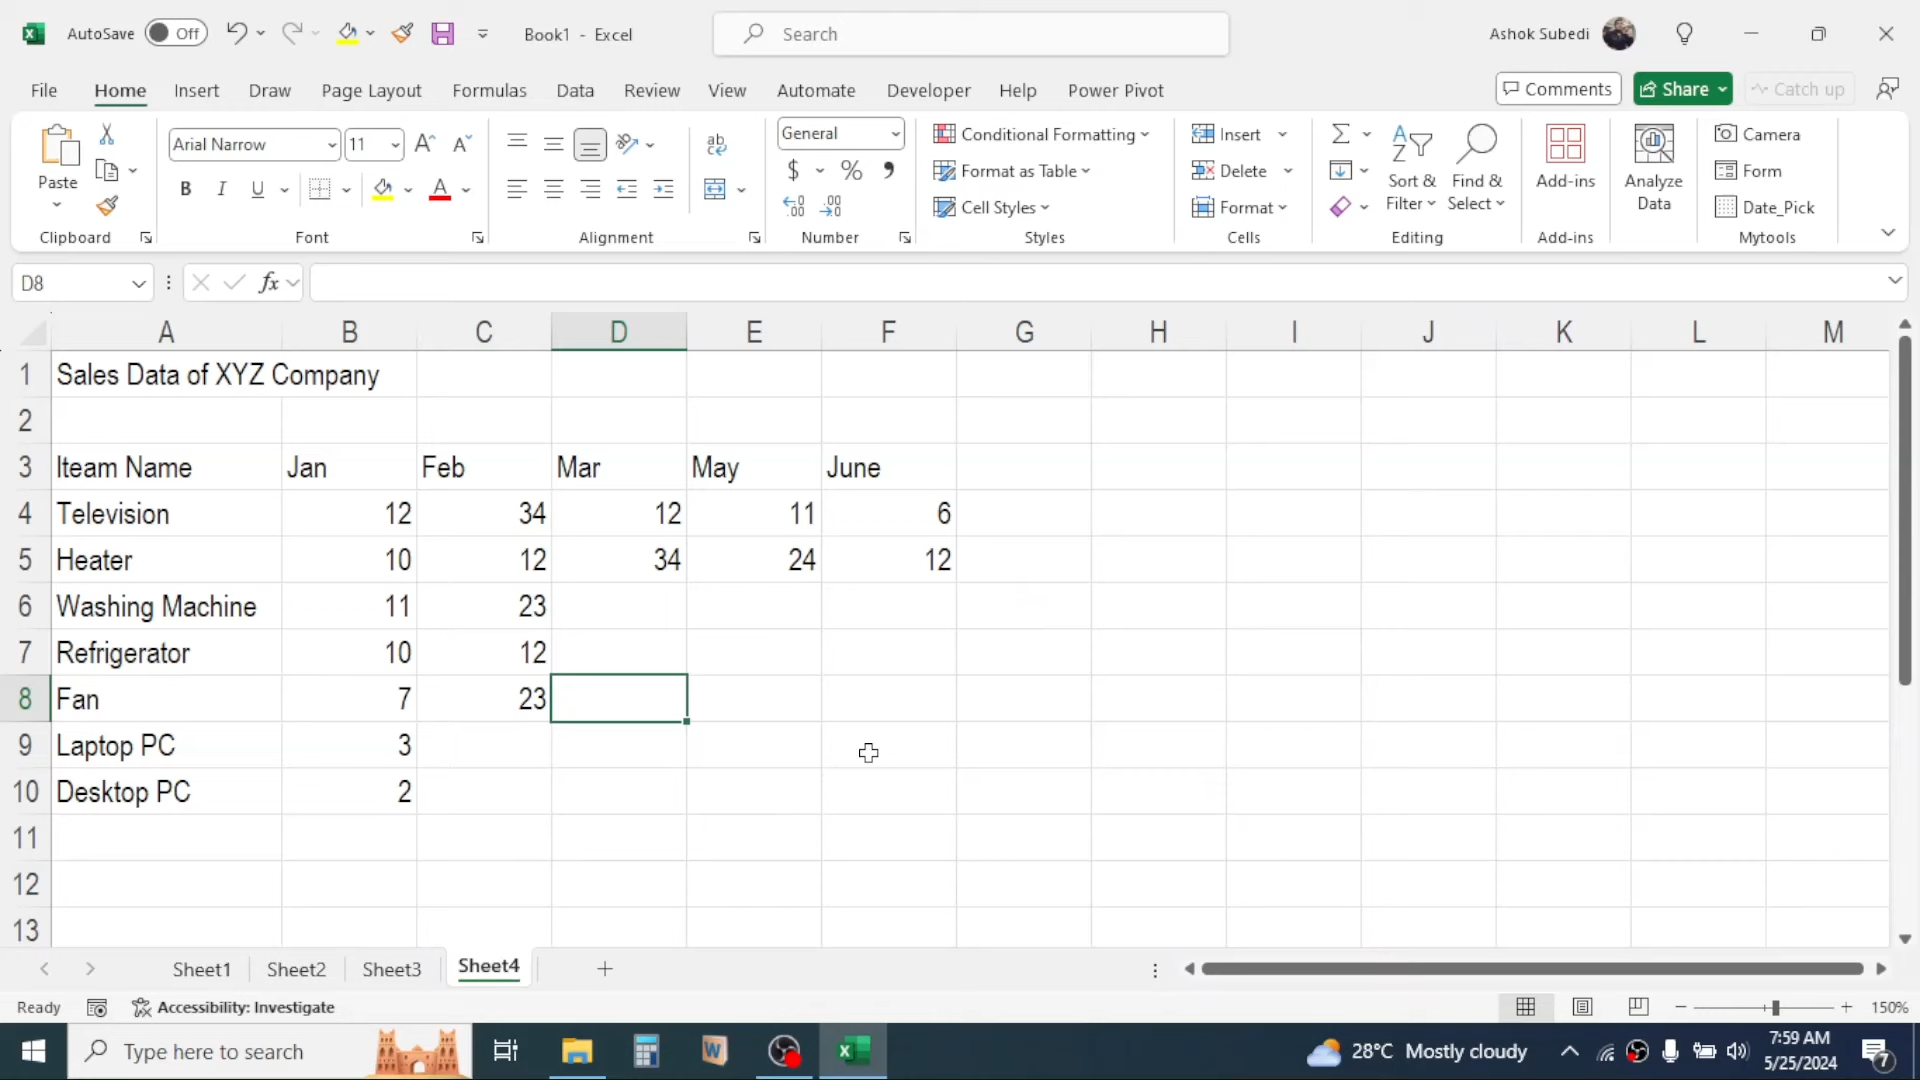 AutoSave Off Book1 - Excel Search Ashok Subedi
File Home Insert Draw Page Layout Formulas Data Review View Automate Developer Help Power Pivot Comments Share Catch up
Paste Arial Narrow 11 A A ab General Conditional Formatting Insert Σ A Camera
c Z
B I U A $ % , Format as Table Delete Sort & Find & Add-ins Analyze Form
.00 .00 Cell Styles Format Filter Select Data Date_Pick
Clipboard Font Alignment Number Styles Cells Editing Add-ins Mytools
D8 fx
A B C D E F G H I J K L M
1 Sales Data of XYZ Company
2
3 Iteam Name Jan Feb Mar May June
4 Television 12 34 12 11 6
5 Heater 10 12 34 24 12
6 Washing Machine 11 23
7 Refrigerator 10 12
8 Fan 7 23
9 Laptop PC 3
10 Desktop PC 2
11
12
13
Sheet1 Sheet2 Sheet3 Sheet4
Ready Accessibility: Investigate 150%
Type here to search W 28°C Mostly cloudy 7:59 AM
5/25/2024 7